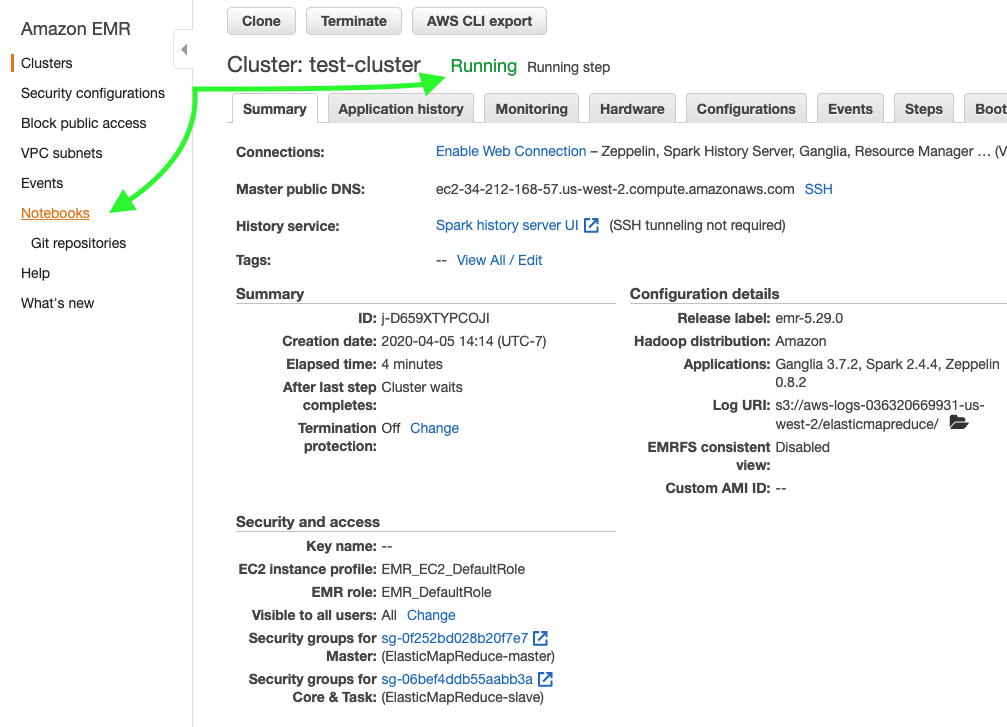 Amazon EMR
Clusters
Security configurations
Block public access
VPC subnets
Events
Notebooks
Git repositories
Help
What's new
Clone Terminate AWS CLI export
Cluster: test-cluster Running Running step
Summary Application history Monitoring Hardware Configurations Events Steps Boot
Connections: Enable Web Connection – Zeppelin, Spark History Server, Ganglia, Resource Manager … (V
Master public DNS: ec2-34-212-168-57.us-west-2.compute.amazonaws.com SSH
History service: Spark history server UI (SSH tunneling not required)
Tags: -- View All / Edit
Summary
ID: j-D659XTYPCOJI
Creation date: 2020-04-05 14:14 (UTC-7)
Elapsed time: 4 minutes
After last step Cluster waits
completes:
Termination Off Change
protection:
Configuration details
Release label: emr-5.29.0
Hadoop distribution: Amazon
Applications: Ganglia 3.7.2, Spark 2.4.4, Zeppelin
0.8.2
Log URI: s3://aws-logs-036320669931-us-
west-2/elasticmapreduce/
EMRFS consistent Disabled
view:
Custom AMI ID: --
Security and access
Key name: --
EC2 instance profile: EMR_EC2_DefaultRole
EMR role: EMR_DefaultRole
Visible to all users: All Change
Security groups for sg-0f252bd028b20f7e7
Master: (ElasticMapReduce-master)
Security groups for sg-06bef4ddb55aabb3a
Core & Task: (ElasticMapReduce-slave)